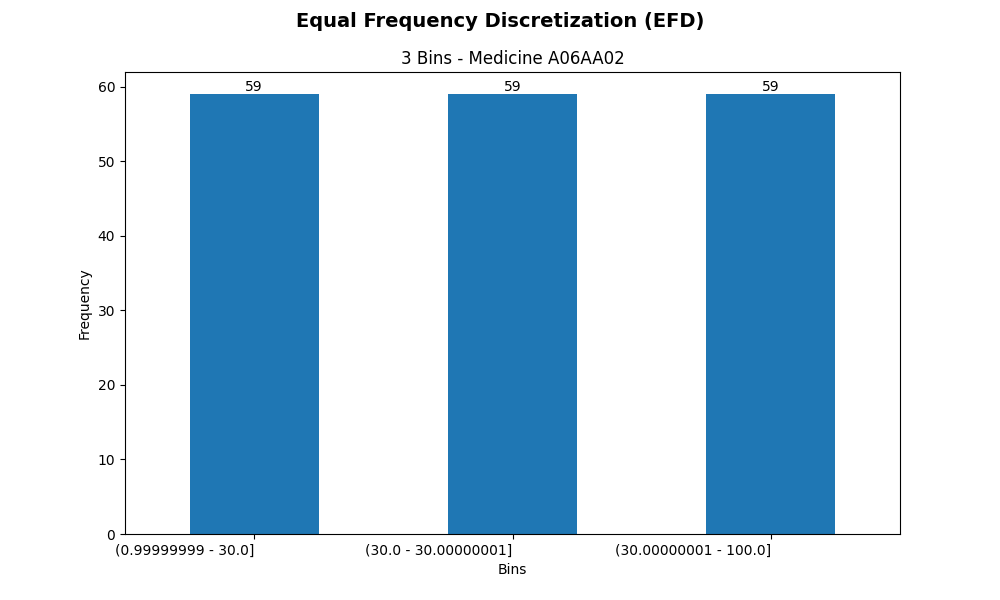 Equal Frequency Discretization (EFD)
3 Bins - Medicine A06AA02
59 59 59
60
50
40
30
20
10
0
Frequency
(0.99999999 - 30.0] (30.0 - 30.00000001] (30.00000001 - 100.0]
Bins